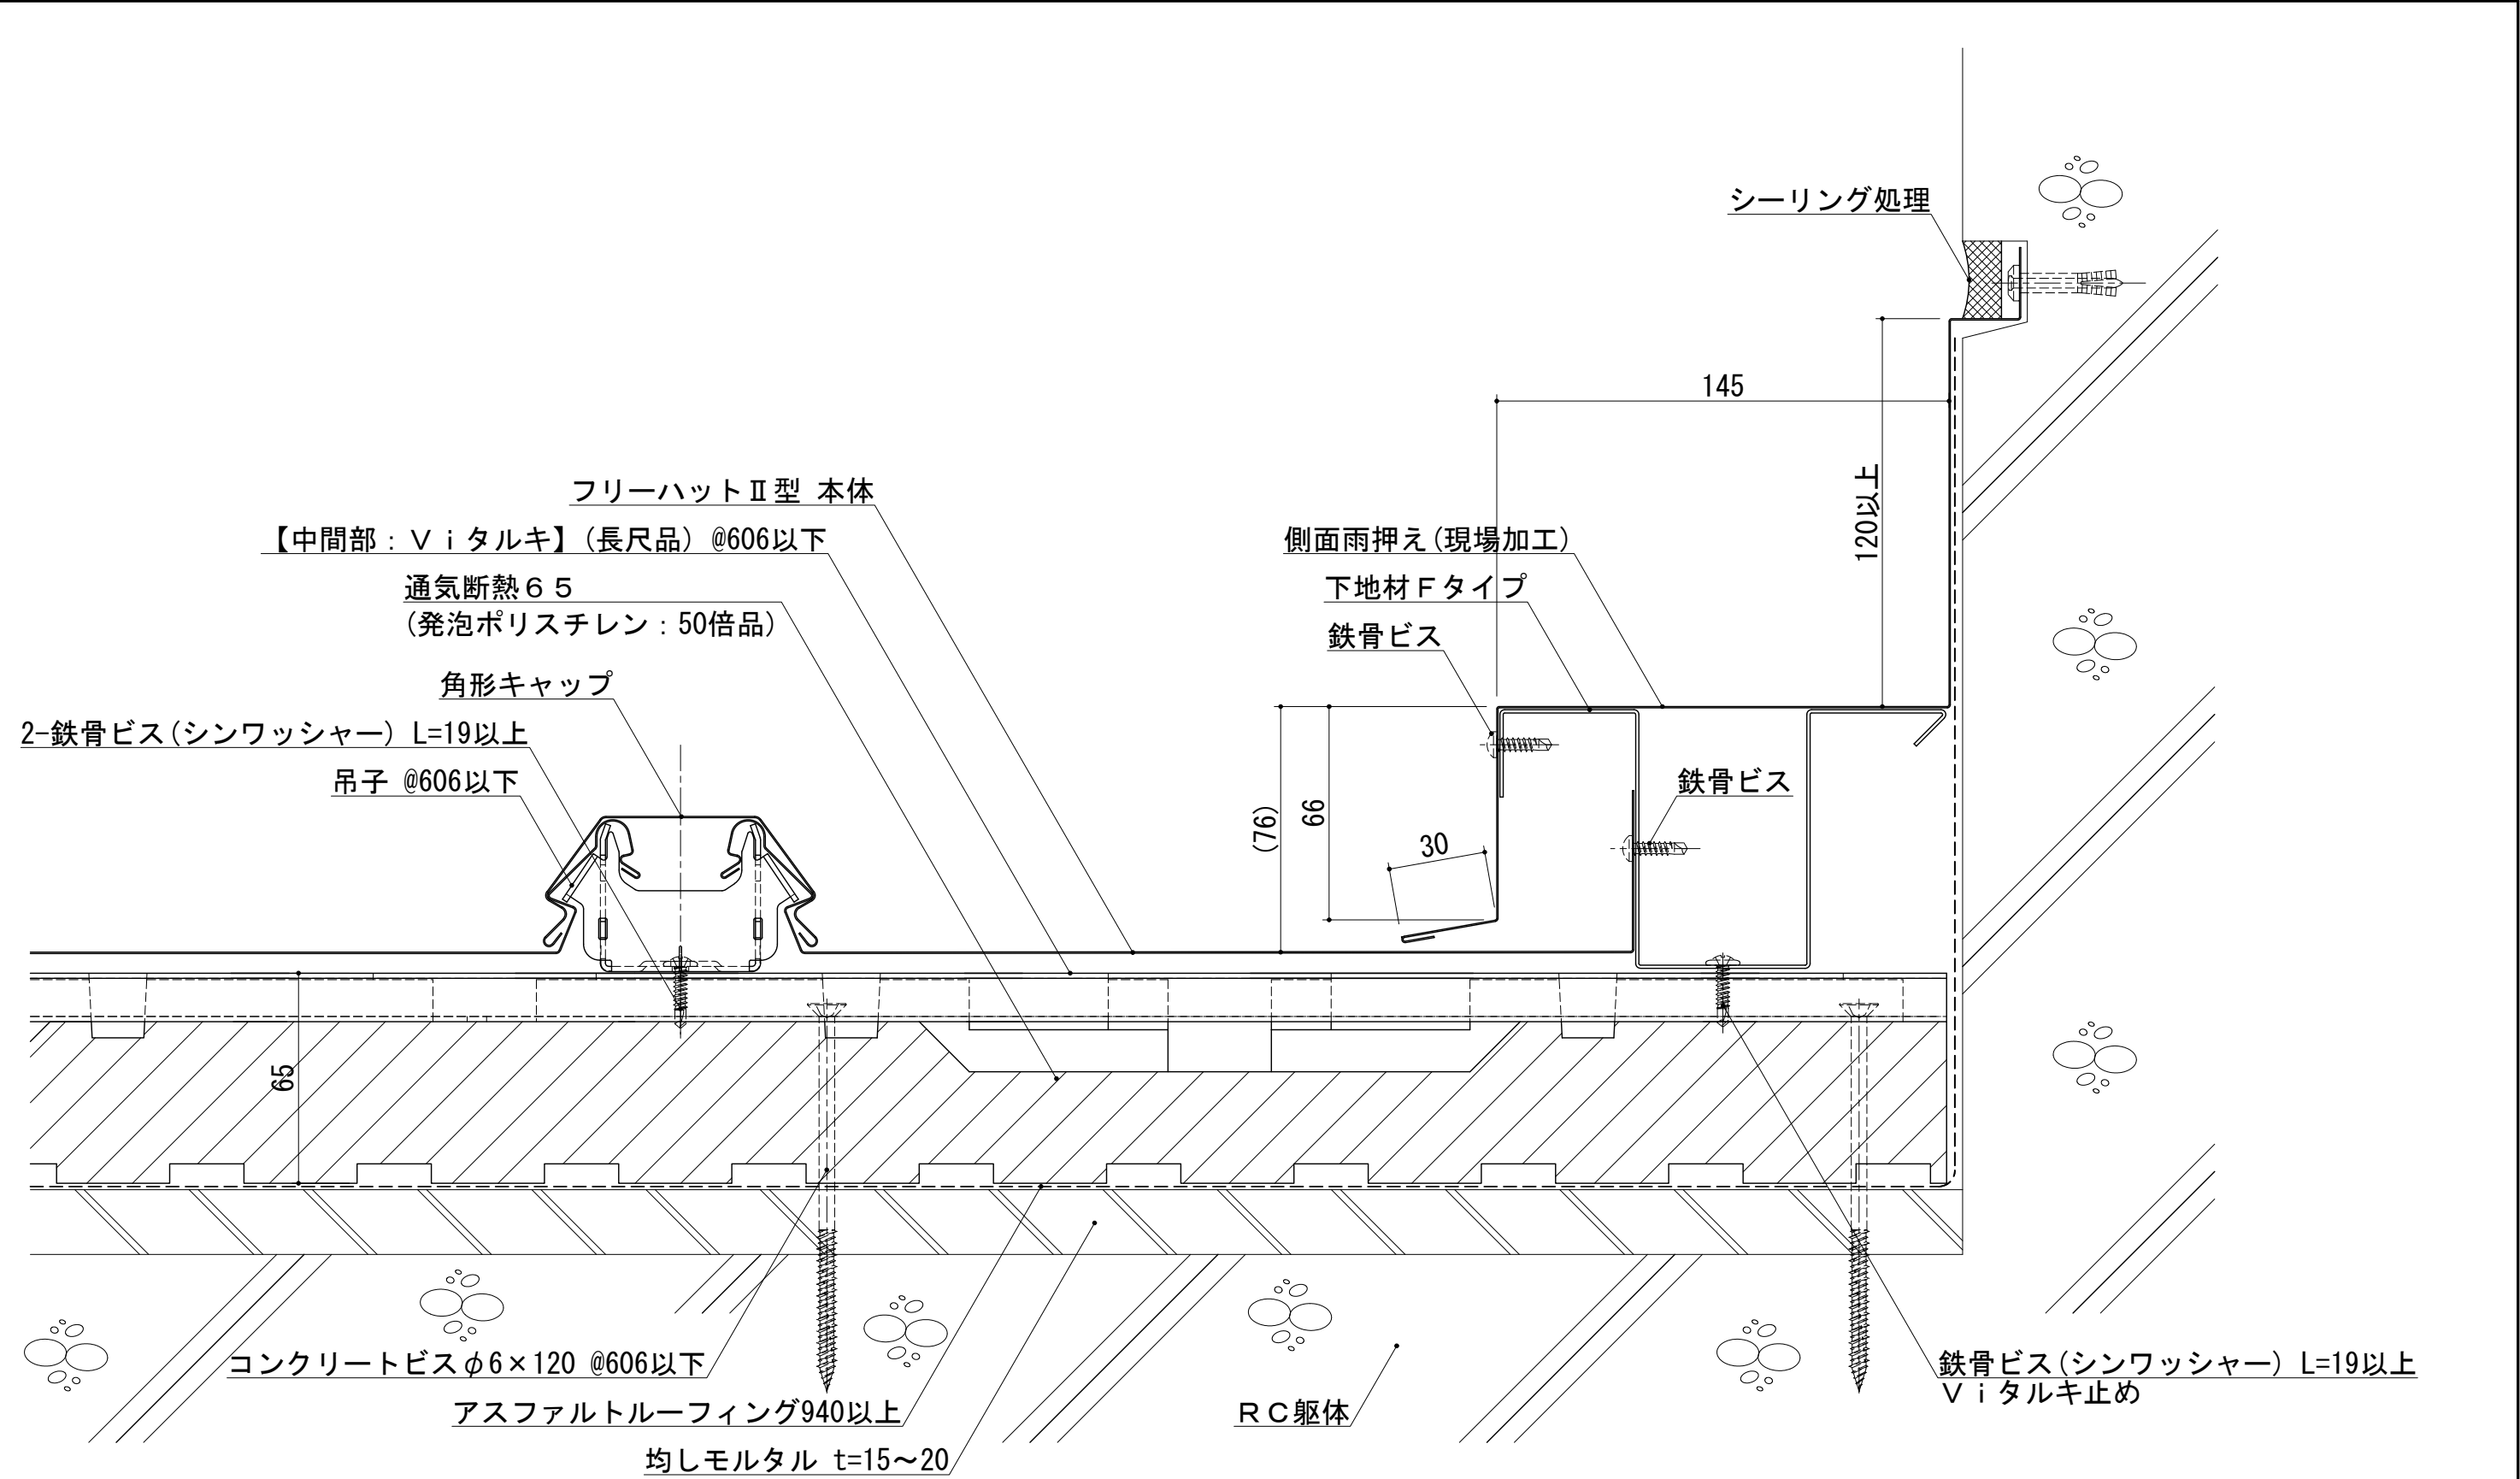 シーリング処理
145
120以上
フリーハットⅡ型 本体
【中間部：Ｖｉタルキ】(長尺品) @606以下
側面雨押え(現場加工)
通気断熱６５
(発泡ポリスチレン：50倍品)
下地材Ｆタイプ
鉄骨ビス
角形キャップ
2-鉄骨ビス(シンワッシャー) L=19以上
吊子 @606以下
鉄骨ビス
(76)
66
30
65
コンクリートビスφ6×120 @606以下
鉄骨ビス(シンワッシャー) L=19以上
Ｖｉタルキ止め
アスファルトルーフィング940以上
ＲＣ躯体
均しモルタル t=15～20